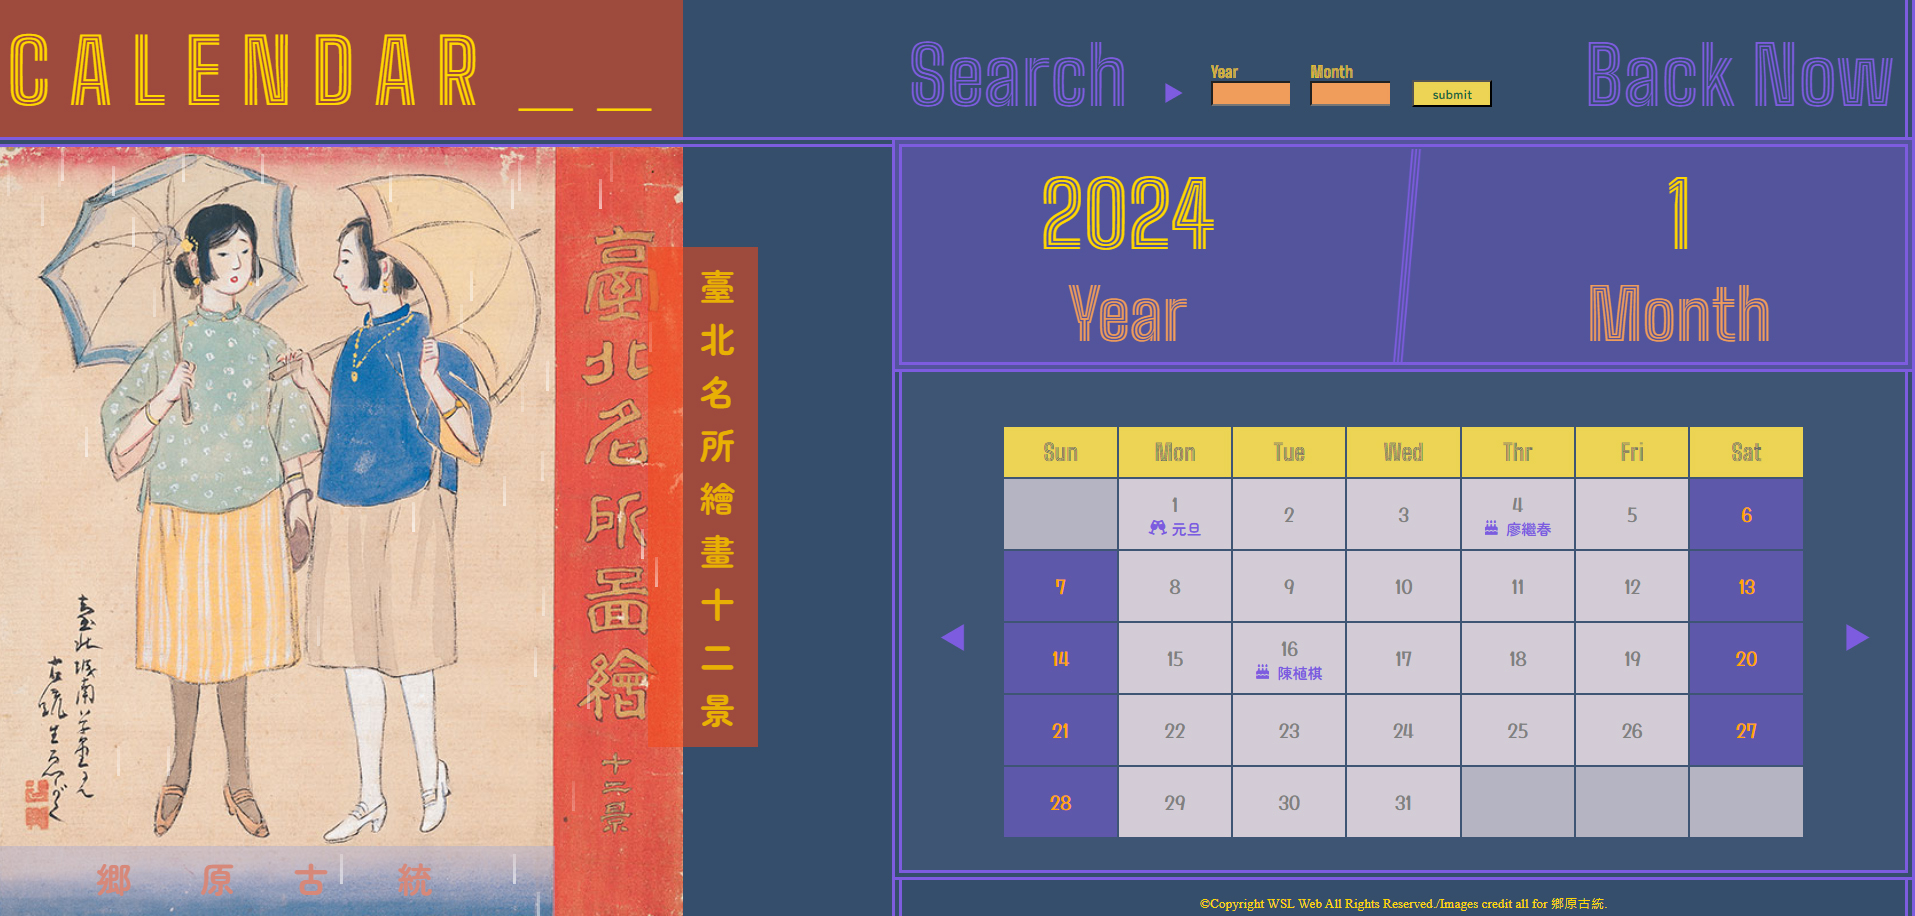 CALENDAR _ _
Search
Year
Month
submit
Back Now
臺北名所圖繪
十二景
臺北名所繪畫十二景
鄉原古統
2024
Year
1
Month
Sun Mon Tue Wed Thr Fri Sat
1 2 3 4 5 6
元旦 廖繼春
7 8 9 10 11 12 13
14 15 16 17 18 19 20
陳植棋
21 22 23 24 25 26 27
28 29 30 31
©Copyright WSL Web All Rights Reserved./Images credit all for 鄉原古統.